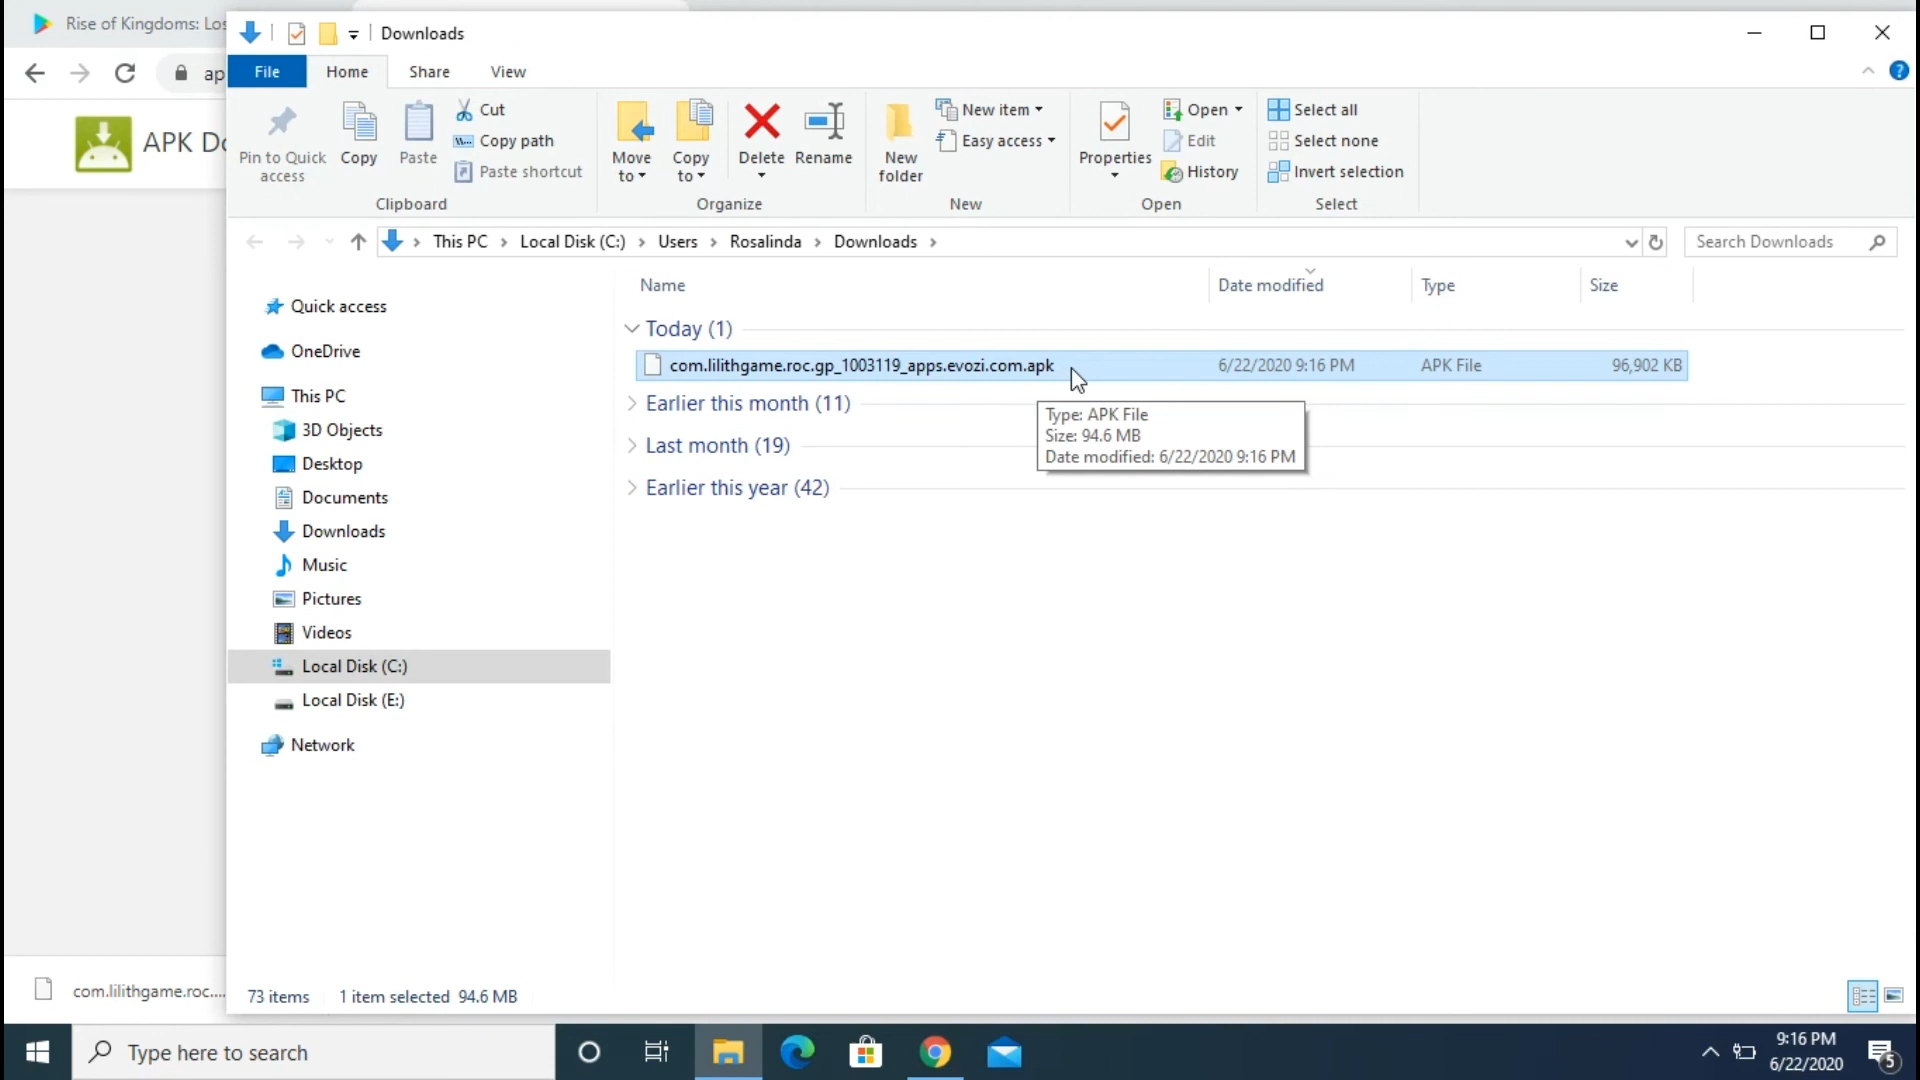 Rise of Kingdoms: Los
Downloads
File
Home
Share
View
ap
APK Do
Pin to Quick
access
Copy
Paste
Cut
Copy path
Paste shortcut
Clipboard
Move
to
Copy
to
Delete
Rename
Organize
New
folder
New item
Easy access
New
Properties
Open
Edit
History
Open
Select all
Select none
Invert selection
Select
This PC
Local Disk (C:)
Users
Rosalinda
Downloads
Search Downloads
Name
Date modified
Type
Size
Quick access
OneDrive
This PC
3D Objects
Desktop
Documents
Downloads
Music
Pictures
Videos
Local Disk (C:)
Local Disk (E:)
Network
Today (1)
com.lilithgame.roc.gp_1003119_apps.evozi.com.apk 6/22/2020 9:16 PM APK File 96,902 KB
Earlier this month (11)
Last month (19)
Earlier this year (42)
Type: APK File
Size: 94.6 MB
Date modified: 6/22/2020 9:16 PM
com.lilithgame.roc....
73 items 1 item selected 94.6 MB
Type here to search
9:16 PM
6/22/2020
5